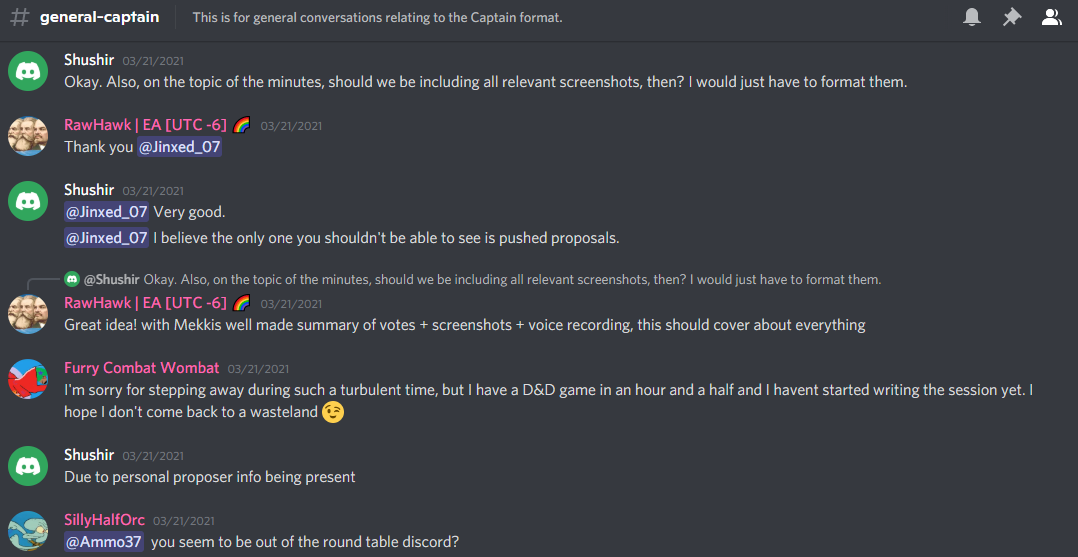 # general-captain This is for general conversations relating to the Captain format.
Shushir 03/21/2021
Okay. Also, on the topic of the minutes, should we be including all relevant screenshots, then? I would just have to format them.
RawHawk | EA [UTC -6] 🌈 03/21/2021
Thank you @Jinxed_07
Shushir 03/21/2021
@Jinxed_07 Very good.
@Jinxed_07 I believe the only one you shouldn't be able to see is pushed proposals.
@Shushir Okay. Also, on the topic of the minutes, should we be including all relevant screenshots, then? I would just have to format them.
RawHawk | EA [UTC -6] 🌈 03/21/2021
Great idea! with Mekkis well made summary of votes + screenshots + voice recording, this should cover about everything
Furry Combat Wombat 03/21/2021
I'm sorry for stepping away during such a turbulent time, but I have a D&D game in an hour and a half and I havent started writing the session yet. I
hope I don't come back to a wasteland 😉
Shushir 03/21/2021
Due to personal proposer info being present
SillyHalfOrc 03/21/2021
@Ammo37 you seem to be out of the round table discord?